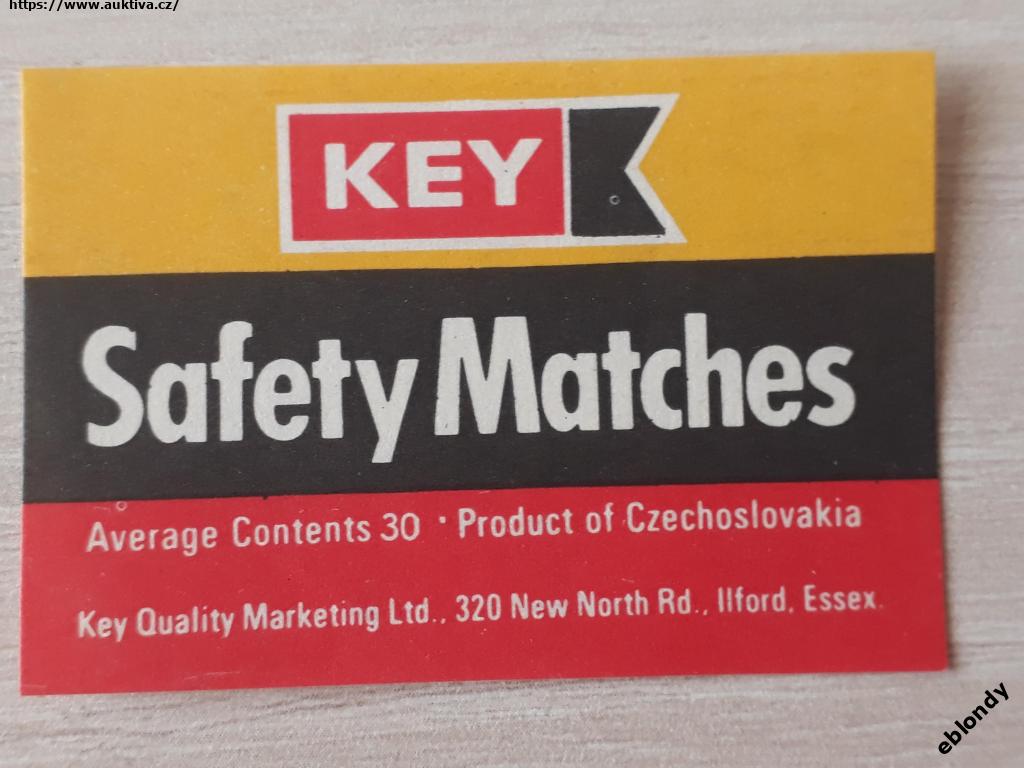 https://www.auktiva.cz/
KEY
Safety Matches
Average Contents 30 · Product of Czechoslovakia
Key Quality Marketing Ltd., 320 New North Rd., Ilford. Essex.
eblondy